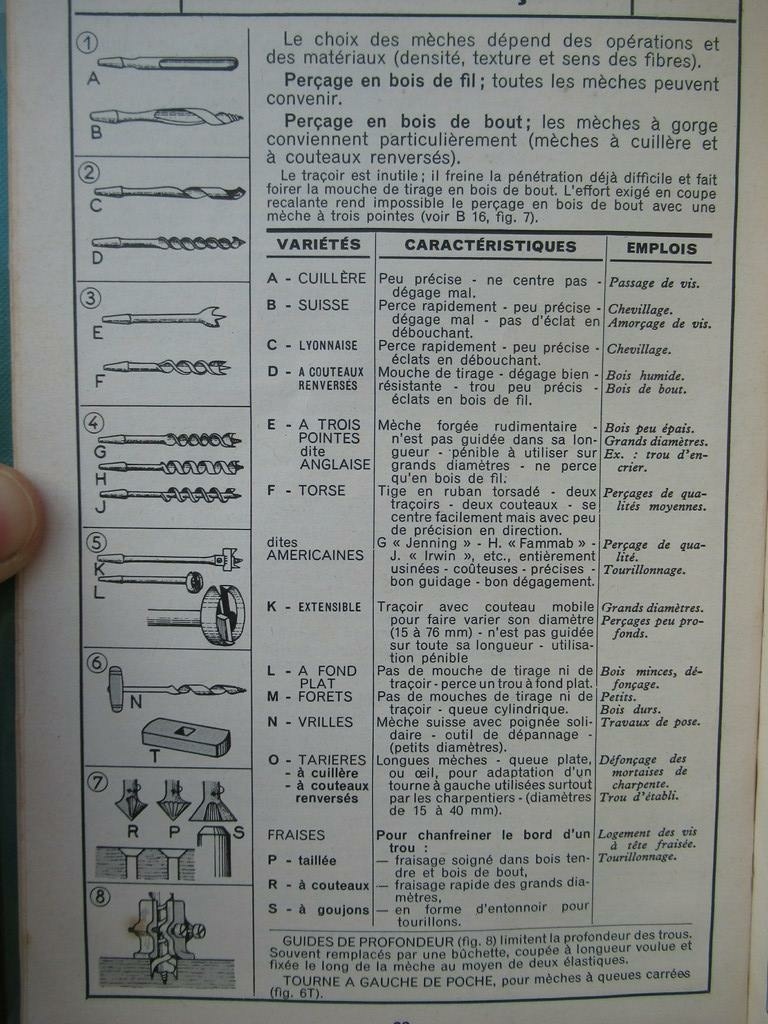 Le choix des mèches dépend des opérations et
des matériaux (densité, texture et sens des fibres).
Perçage en bois de fil; toutes les mèches peuvent
convenir.
Perçage en bois de bout; les mèches à gorge
conviennent particulièrement (mèches à cuillère et
à couteaux renversés).
Le traçoir est inutile; il freine la pénétration déjà difficile et fait
foirer la mouche de tirage en bois de bout. L'effort exigé en coupe
recalante rend impossible le perçage en bois de bout avec une
mèche à trois pointes (voir B 16, fig. 7).
1
A
B
2
C
D
3
E
F
4
G
H
J
5
K
L
6
N
T
7
R P S
8
VARIÉTÉS CARACTÉRISTIQUES EMPLOIS
A - CUILLÈRE Peu précise - ne centre pas - Passage de vis.
dégage mal.
B - SUISSE Perce rapidement - peu précise - Chevillage.
dégage mal - pas d'éclat en Amorçage de vis.
débouchant.
C - LYONNAISE Perce rapidement - peu précise - Chevillage.
éclats en débouchant.
D - A COUTEAUX Mouche de tirage - dégage bien - Bois humide.
RENVERSÉS résistante - trou peu précis - Bois de bout.
éclats en bois de fil.
E - A TROIS Mèche forgée rudimentaire - Bois peu épais.
POINTES n'est pas guidée dans sa lon- Grands diamètres.
dite gueur - pénible à utiliser sur Ex. : trou d'en-
ANGLAISE grands diamètres - ne perce crier.
qu'en bois de fil.
F - TORSE Tige en ruban torsadé - deux Perçages de qua-
traçoirs - deux couteaux - se lités moyennes.
centre facilement mais avec peu
de précision en direction.
dites G « Jenning » - H. « Fammab » - Perçage de qua-
AMERICAINES J. « Irwin », etc., entièrement lité.
usinées - coûteuses - précises - Tourillonnage.
bon guidage - bon dégagement.
K - EXTENSIBLE Traçoir avec couteau mobile Grands diamètres.
pour faire varier son diamètre Perçages peu pro-
(15 à 76 mm) - n'est pas guidée fonds.
sur toute sa longueur - utilisa-
tion pénible
L - A FOND Pas de mouche de tirage ni de Bois minces, dé-
PLAT traçoir - perce un trou à fond plat. fonçage.
M - FORETS Pas de mouches de tirage ni de Petits.
traçoir - queue cylindrique. Bois durs.
N - VRILLES Mèche suisse avec poignée soli- Travaux de pose.
daire - outil de dépannage -
(petits diamètres).
O - TARIERES Longues mèches - queue plate, Défonçage des
- à cuillère ou œil, pour adaptation d'un mortaises de
- à couteaux tourne à gauche utilisées surtout charpente.
renversés par les charpentiers - (diamètres Trou d'établi.
de 15 à 40 mm).
FRAISES Pour chanfreiner le bord d'un Logement des vis
trou : à tête fraisée.
P - taillée — fraisage soigné dans bois ten- Tourillonnage.
dre et bois de bout,
R - à couteaux — fraisage rapide des grands dia-
mètres,
S - à goujons — en forme d'entonnoir pour
tourillons.
GUIDES DE PROFONDEUR (fig. 8) limitent la profondeur des trous.
Souvent remplacés par une bûchette, coupée à longueur voulue et
fixée le long de la mèche au moyen de deux élastiques.
TOURNE A GAUCHE DE POCHE, pour mèches à queues carrées
(fig. 6T).